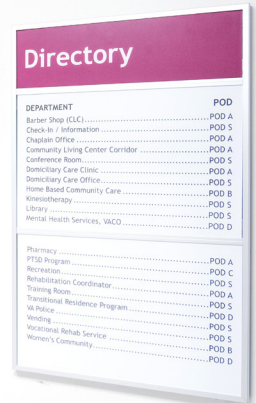 Directory
DEPARTMENT POD
Barber Shop (CLC)........POD A
Check-In / Information........POD S
Chaplain Office........POD A
Community Living Center Corridor........POD A
Conference Room........POD S
Domiciliary Care Clinic........POD A
Domiciliary Care Office........POD S
Home Based Community Care........POD B
Kinesiotherapy........POD S
Library........POD S
Mental Health Services, VACO........POD D
Pharmacy........POD A
PTSD Program........POD C
Recreation........POD S
Rehabilitation Coordinator........POD A
Training Room........POD S
Transitional Residence Program........POD D
VA Police........POD S
Vending........POD S
Vocational Rehab Service........POD B
Women's Community........POD D